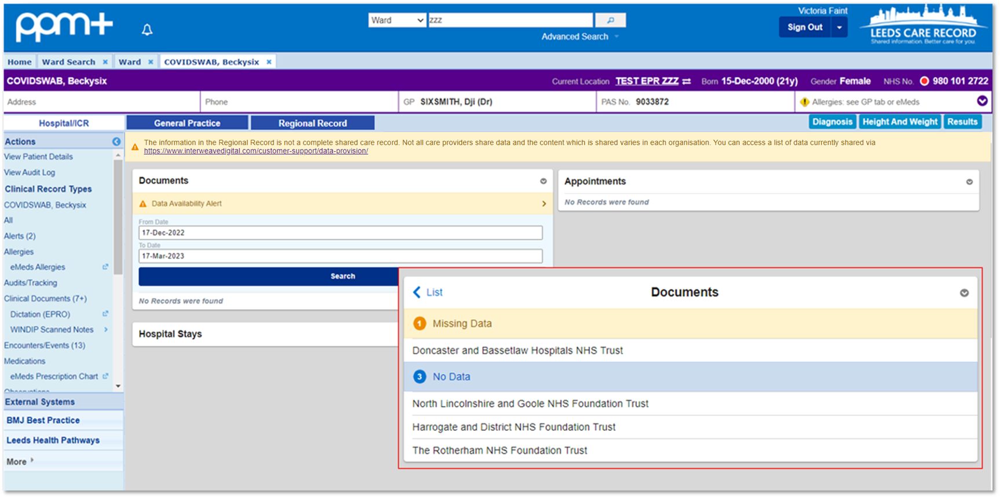 ppm+
Ward
zzz
Advanced Search
Victoria Faint
Sign Out
LEEDS CARE RECORD
Shared information. Better care for you.
Home
Ward Search ×
Ward ×
COVIDSWAB, Beckysix ×
COVIDSWAB, Beckysix
Current Location TEST EPR ZZZ
Born 15-Dec-2000 (21y)
Gender Female
NHS No. 980 101 2722
Address
Phone
GP SIXSMITH, Dji (Dr)
PAS No. 9033872
Allergies: see GP tab or eMeds
Hospital/ICR
General Practice
Regional Record
Diagnosis
Height And Weight
Results
Actions
View Patient Details
View Audit Log
Clinical Record Types
COVIDSWAB, Beckysix
All
Alerts (2)
Allergies
eMeds Allergies
Audits/Tracking
Clinical Documents (7+)
Dictation (EPRO)
WINDIP Scanned Notes
Encounters/Events (13)
Medications
eMeds Prescription Chart
External Systems
BMJ Best Practice
Leeds Health Pathways
More
The information in the Regional Record is not a complete shared care record. Not all care providers share data and the content which is shared varies in each organisation. You can access a list of data currently shared via
https://www.interweavedigital.com/customer-support/data-provision/
Documents
Data Availability Alert
From Date
17-Dec-2022
To Date
17-Mar-2023
Search
No Records were found
Hospital Stays
Appointments
No Records were found
List
Documents
1 Missing Data
Doncaster and Bassetlaw Hospitals NHS Trust
3 No Data
North Lincolnshire and Goole NHS Foundation Trust
Harrogate and District NHS Foundation Trust
The Rotherham NHS Foundation Trust